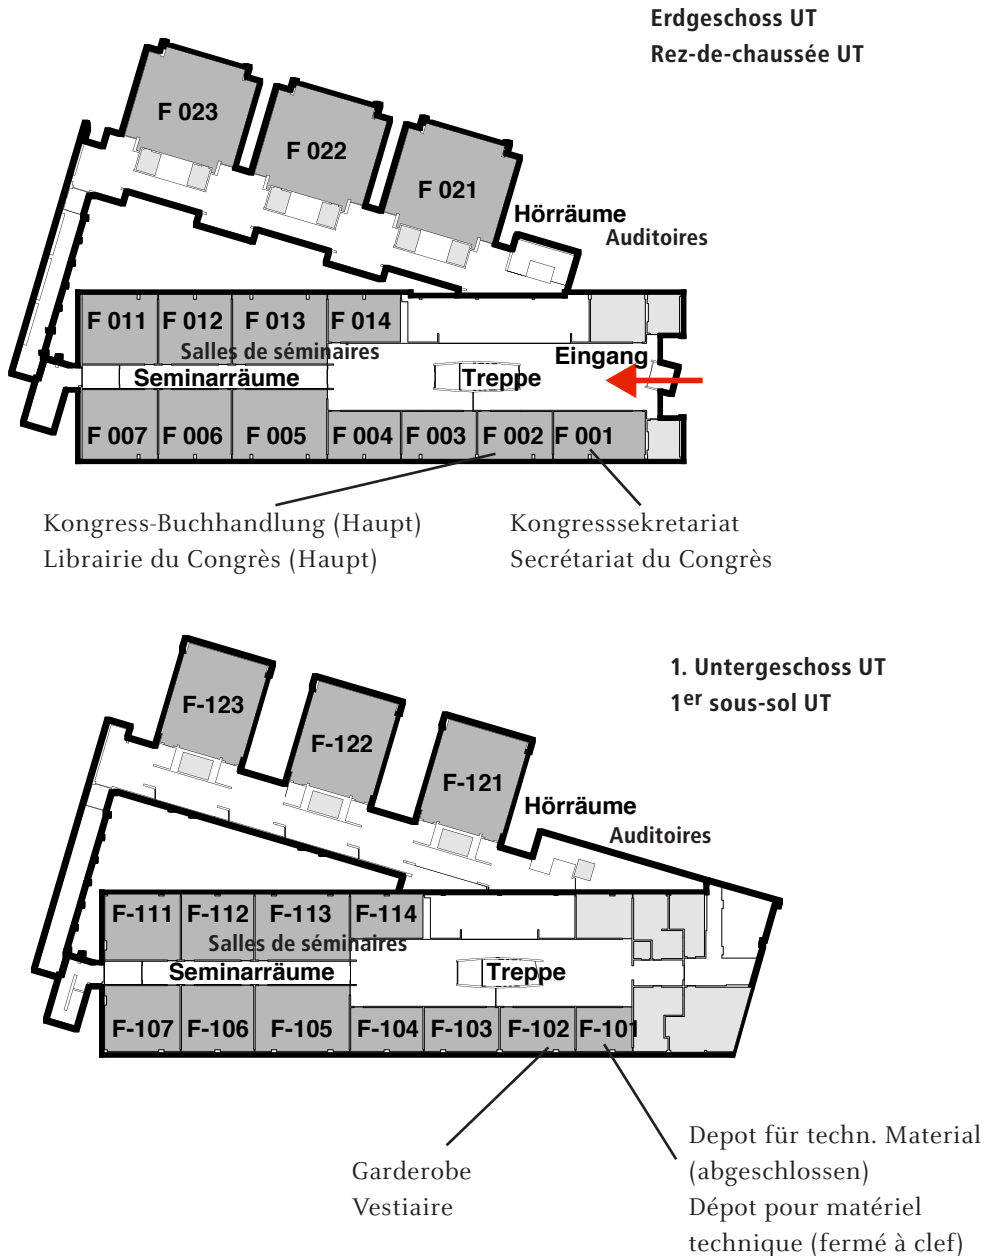 Erdgeschoss UT
Rez-de-chaussée UT
F 023
F 022
F 021
Hörräume
Auditoires
F 011 F 012 F 013 F 014
Salles de séminaires
Eingang
Seminarräume
Treppe
F 007 F 006 F 005 F 004 F 003 F 002 F 001
Kongress-Buchhandlung (Haupt)
Librairie du Congrès (Haupt)
Kongresssekretariat
Secrétariat du Congrès
1. Untergeschoss UT
1er sous-sol UT
F-123
F-122
F-121
Hörräume
Auditoires
F-111 F-112 F-113 F-114
Salles de séminaires
Seminarräume
Treppe
F-107 F-106 F-105 F-104 F-103 F-102 F-101
Garderobe
Vestiaire
Depot für techn. Material
(abgeschlossen)
Dépot pour matériel
technique (fermé à clef)